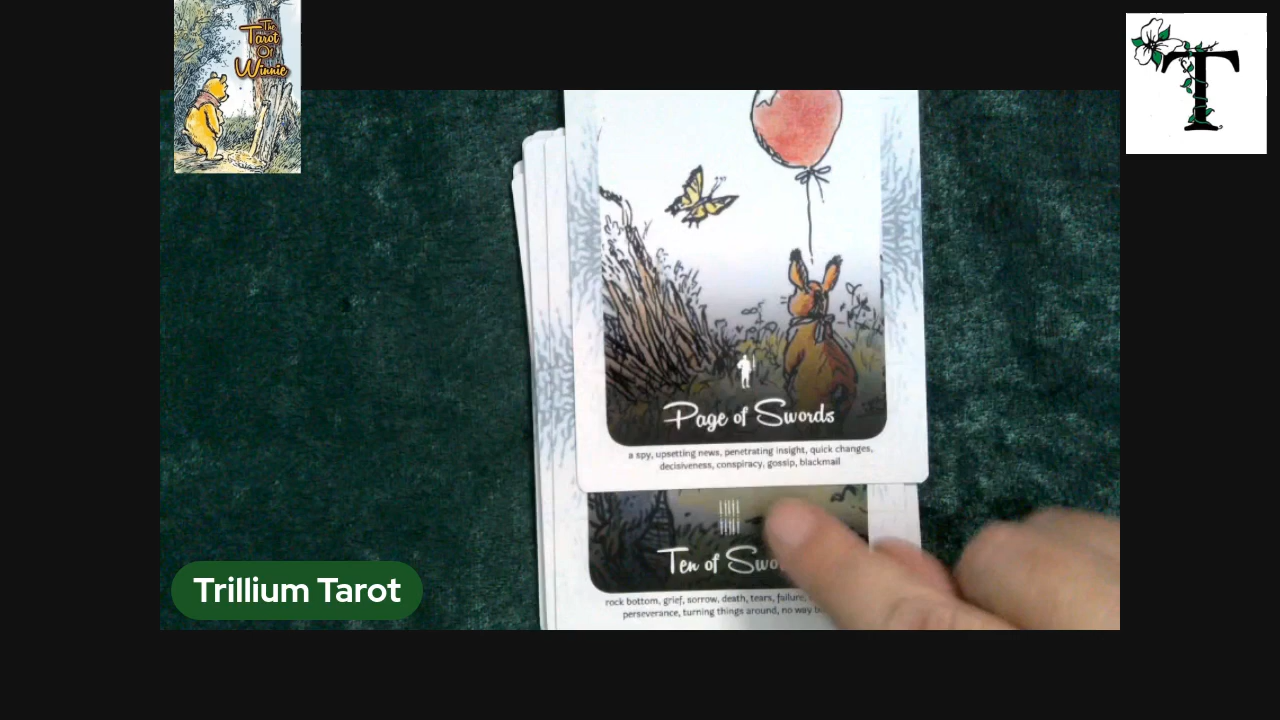 The
Tarot
Of
Winnie
T
Page of Swords
a spy, upsetting news, penetrating insight, quick changes,
decisiveness, conspiracy, gossip, blackmail
Ten of
rock bottom, grief, sorrow, death, tears, failure,
perseverance, turning things around, no way
Trillium Tarot